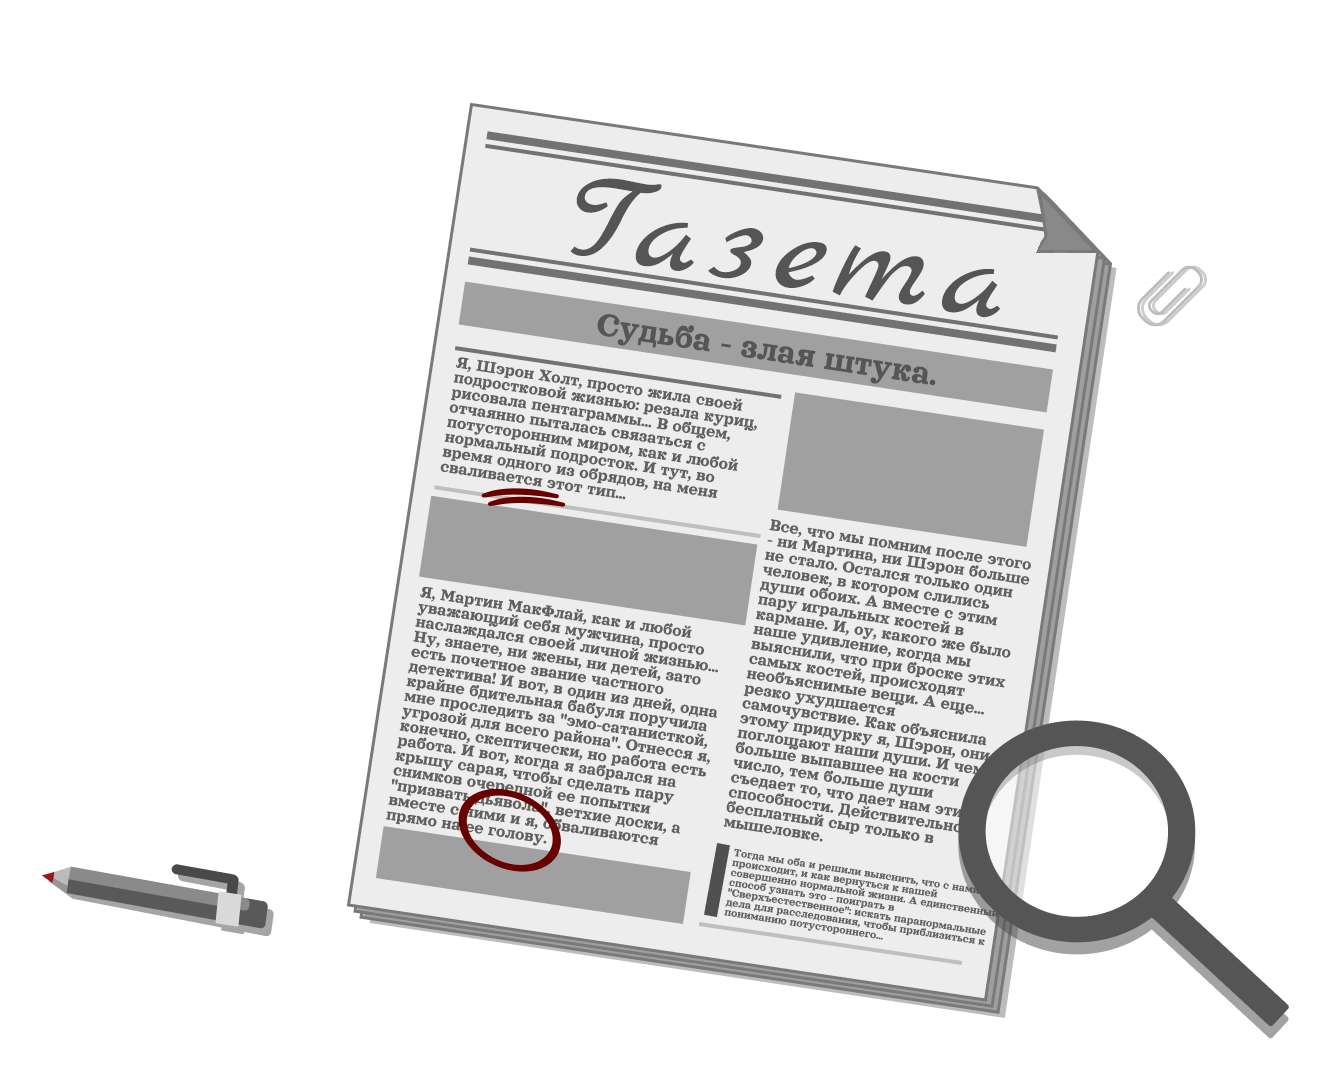 Газета
Судьба - злая штука.
Я, Шэрон Холт, просто жила своей
подростковой жизнью: резала куриц,
рисовала пентаграммы... В общем,
отчаянно пыталась связаться с
потусторонним миром, как и любой
нормальный подросток. И тут, во
время одного из обрядов, на меня
сваливается этот тип...
Я, Мартин МакФлай, как и любой
уважающий себя мужчина, просто
наслаждался своей личной жизнью...
Ну, знаете, ни жены, ни детей, зато
есть почетное звание частного
детектива! И вот, в один из дней, одна
крайне бдительная бабуля поручила
мне проследить за "эмо-сатанисткой,
угрозой для всего района". Отнесся я,
конечно, скептически, но работа есть
работа. И вот, когда я забрался на
крышу сарая, чтобы сделать пару
снимков очередной ее попытки
"призвать дьявола", ветхие доски, а
вместе с ними и я, обваливаются
прямо на ее голову.
Все, что мы помним после этого
- ни Мартина, ни Шэрон больше
не стало. Остался только один
человек, в котором слились
души обоих. А вместе с этим
пару игральных костей в
кармане. И, оу, какого же было
наше удивление, когда мы
выяснили, что при броске этих
самых костей, происходят
необъяснимые вещи. А еще...
резко ухудшается
самочувствие. Как объяснила
этому придурку я, Шэрон, они
поглощают наши души. И чем
больше выпавшее на кости
число, тем больше души
съедает то, что дает нам эти
способности. Действительно
бесплатный сыр только в
мышеловке.
Тогда мы оба и решили выяснить, что с нами
происходит, и как вернуться к нашей
совершенно нормальной жизни. А единственный
способ узнать это - поиграть в
"Сверхъестественное": искать паранормальные
дела для расследования, чтобы приблизиться к
пониманию потустороннего...